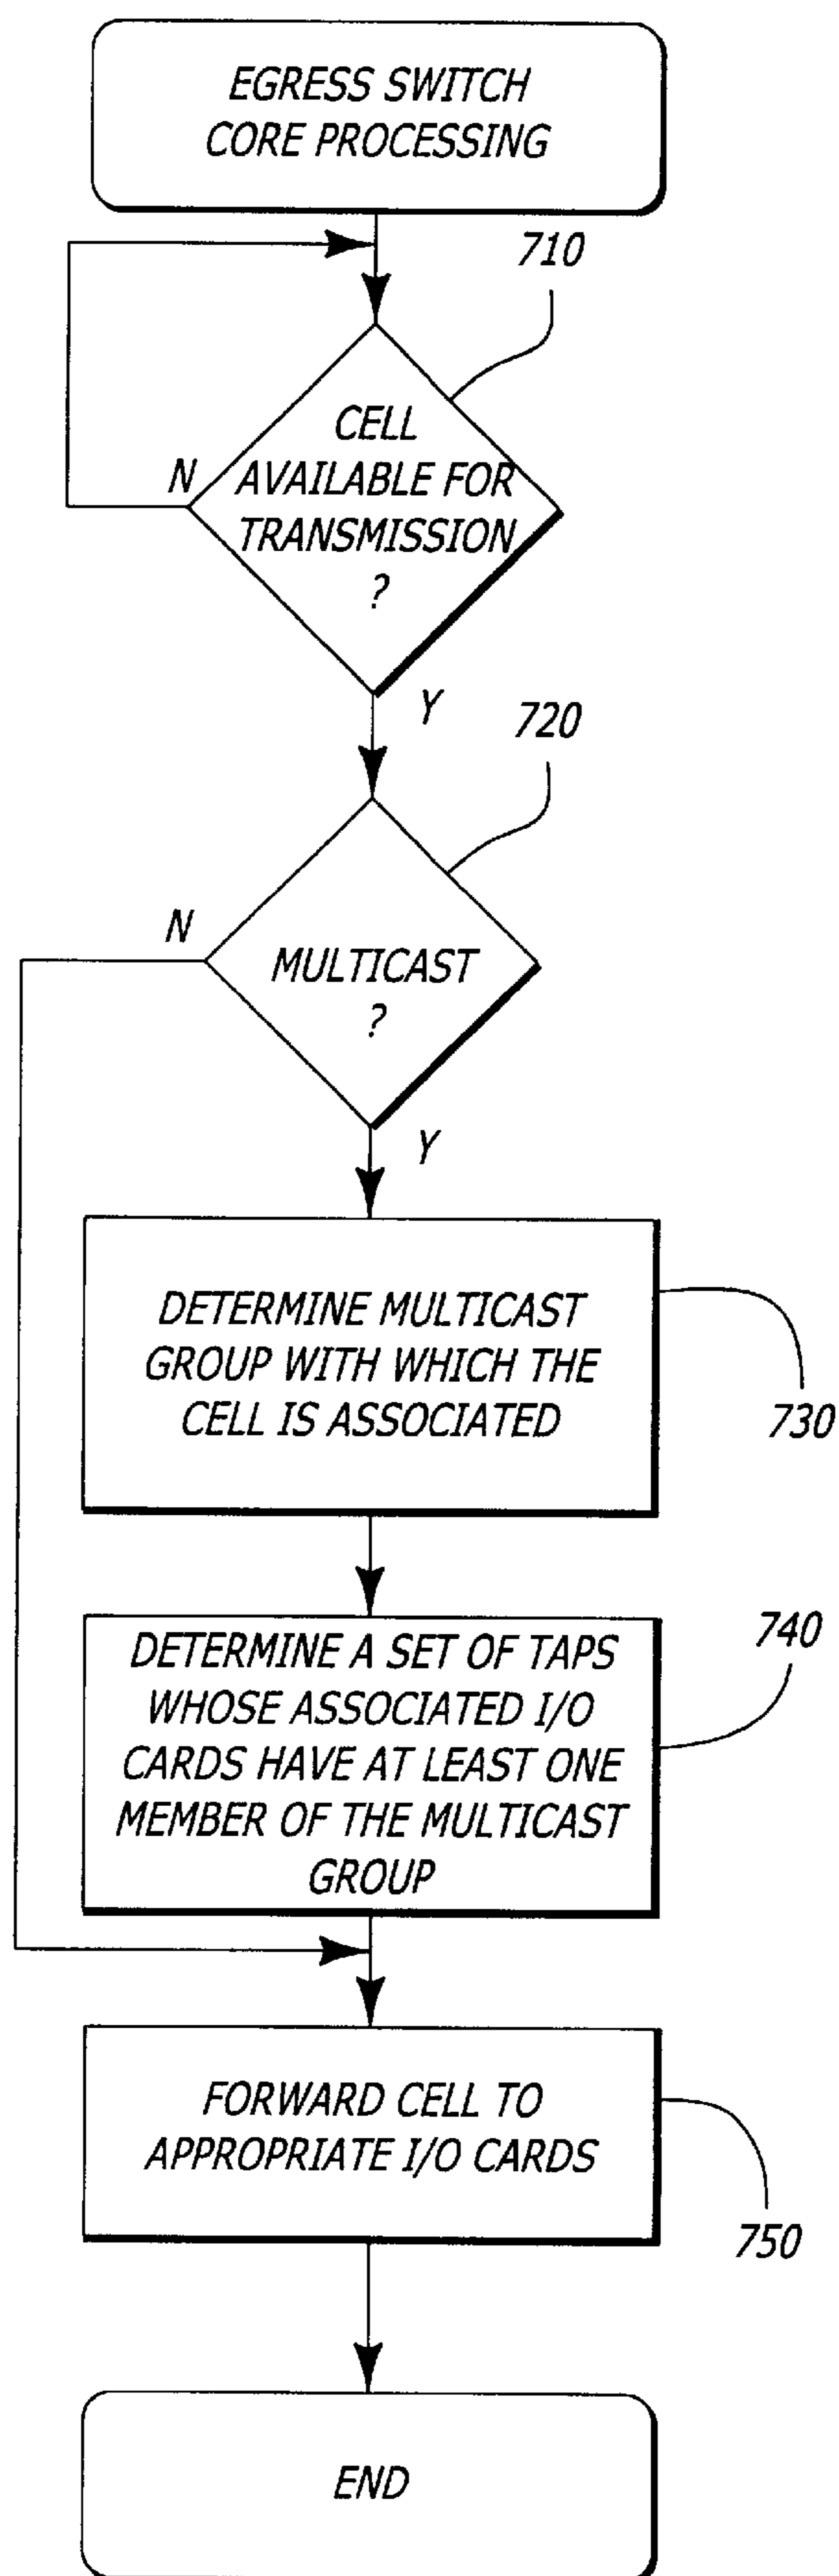 EGRESS SWITCH
CORE PROCESSING
710
CELL
AVAILABLE FOR
TRANSMISSION
?
N
Y
720
N
MULTICAST
?
Y
DETERMINE MULTICAST
GROUP WITH WHICH THE
CELL IS ASSOCIATED
730
740
DETERMINE A SET OF TAPS
WHOSE ASSOCIATED I/O
CARDS HAVE AT LEAST ONE
MEMBER OF THE MULTICAST
GROUP
FORWARD CELL TO
APPROPRIATE I/O CARDS
750
END